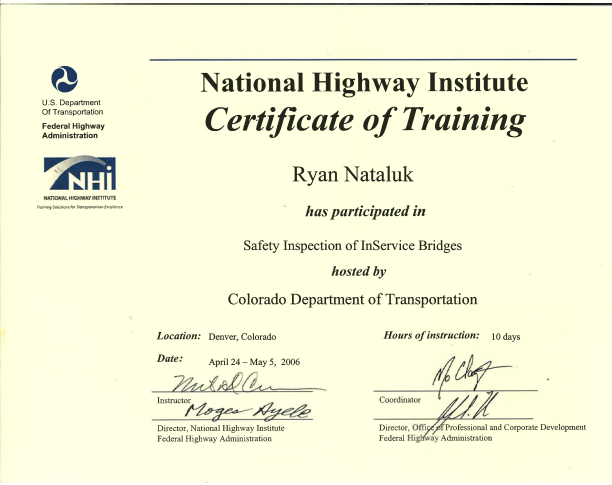 National Highway Institute
Certificate of Training
U.S. Department
Of Transportation
Federal Highway
Administration
NHi
NATIONAL HIGHWAY INSTITUTE
Training Solutions for Transportation Excellence
Ryan Nataluk
has participated in
Safety Inspection of InService Bridges
hosted by
Colorado Department of Transportation
Location: Denver, Colorado
Hours of instruction: 10 days
Date: April 24 – May 5, 2006
Instructor
Coordinator
Moges Ayele
Director, National Highway Institute
Federal Highway Administration
Director, Office of Professional and Corporate Development
Federal Highway Administration